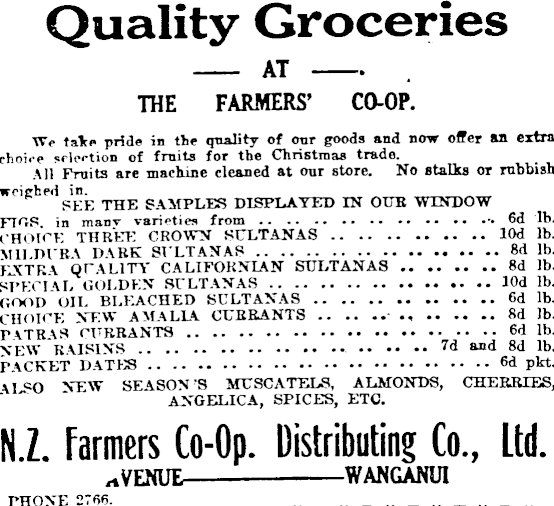 Quality Groceries
AT
THE FARMERS' CO-OP.
We take pride in the quality of our goods and now offer an extra
choice selection of fruits for the Christmas trade.
All Fruits are machine cleaned at our store. No stalks or rubbish
weighed in.
SEE THE SAMPLES DISPLAYED IN OUR WINDOW
FIGS, in many varieties from .. .. .. .. .. .. .. .. .. .. 6d lb.
CHOICE THREE CROWN SULTANAS .. .. .. .. .. .. .. 10d lb.
MILDURA DARK SULTANAS .. .. .. .. .. .. .. .. .. .. 8d lb.
EXTRA QUALITY CALIFORNIAN SULTANAS .. .. .. .. 8d lb.
SPECIAL GOLDEN SULTANAS .. .. .. .. .. .. .. .. .. 10d lb.
GOOD OIL BLEACHED SULTANAS .. .. .. .. .. .. .. 6d lb.
CHOICE NEW AMALIA CURRANTS .. .. .. .. .. .. .. 8d lb.
PATRAS CURRANTS .. .. .. .. .. .. .. .. .. .. .. .. 6d lb.
NEW RAISINS .. .. .. .. .. .. .. .. .. .. .. 7d and 8d lb.
PACKET DATES .. .. .. .. .. .. .. .. .. .. .. .. .. 6d pkt.
ALSO NEW SEASON'S MUSCATELS, ALMONDS, CHERRIES,
ANGELICA, SPICES, ETC.
N.Z. Farmers Co-Op. Distributing Co., Ltd.
AVENUE WANGANUI
PHONE 2766.